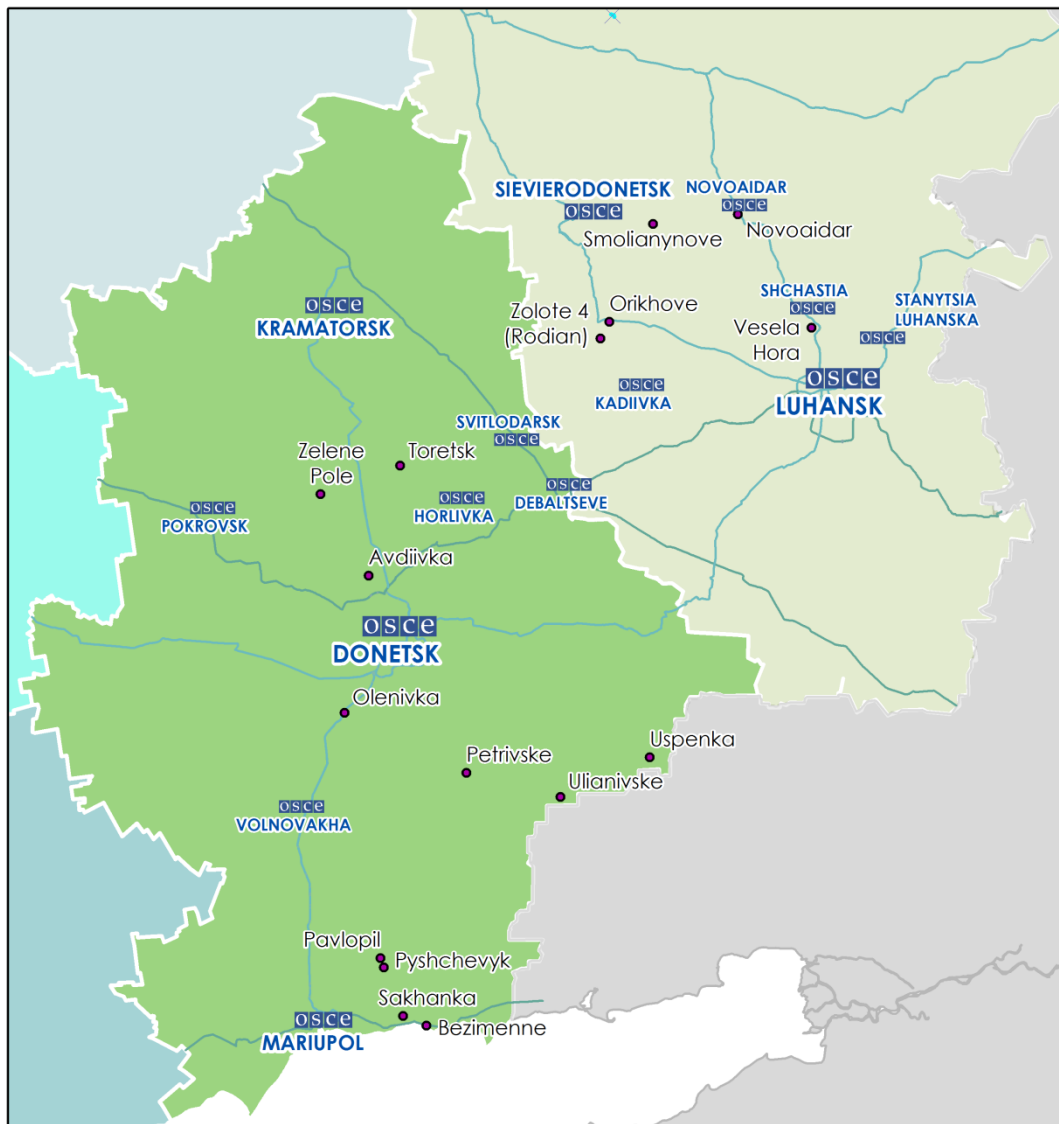 SIEVIERODONETSK
osce
NOVOAIDAR
osce
Smolianynove
Novoaidar
osce
KRAMATORSK
Zolote 4
(Rodian)
Orikhove
SHCHASTIA
osce
Vesela
Hora
STANYTSIA
LUHANSKA
osce
osce
KADIIVKA
osce
LUHANSK
SVITLODARSK
osce
Zelene
Pole
Toretsk
osce
POKROVSK
osce
HORLIVKA
osce
DEBALTSEVE
Avdiivka
osce
DONETSK
Olenivka
Petrivske
Uspenka
Ulianivske
osce
VOLNOVAKHA
Pavlopil
Pyshchevyk
Sakhanka
osce
MARIUPOL
Bezimenne